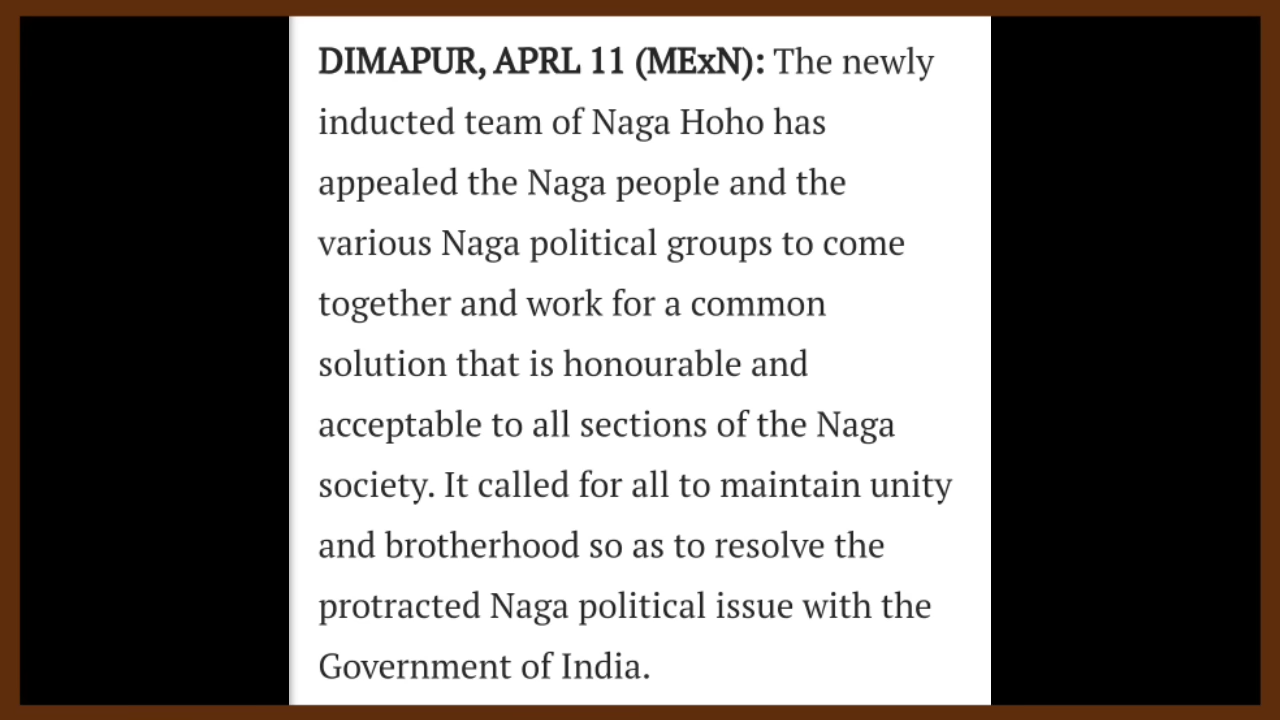 DIMAPUR, APRL 11 (MExN): The newly
inducted team of Naga Hoho has
appealed the Naga people and the
various Naga political groups to come
together and work for a common
solution that is honourable and
acceptable to all sections of the Naga
society. It called for all to maintain unity
and brotherhood so as to resolve the
protracted Naga political issue with the
Government of India.